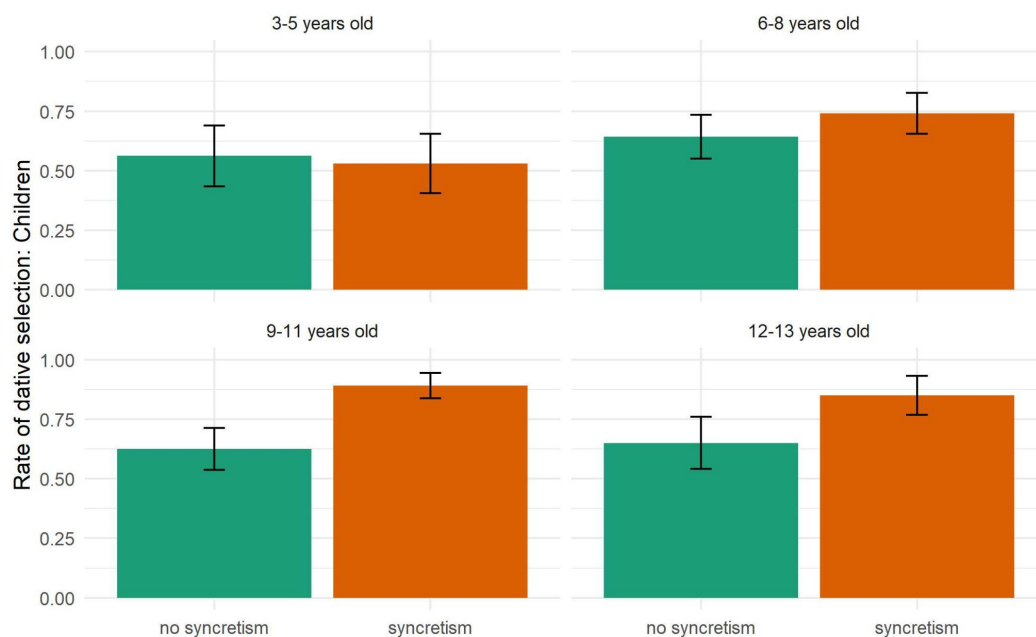 3-5 years old
6-8 years old
1.00
0.75
0.50
0.25
0.00
9-11 years old
12-13 years old
1.00
0.75
0.50
0.25
0.00
Rate of dative selection: Children
no syncretism syncretism no syncretism syncretism